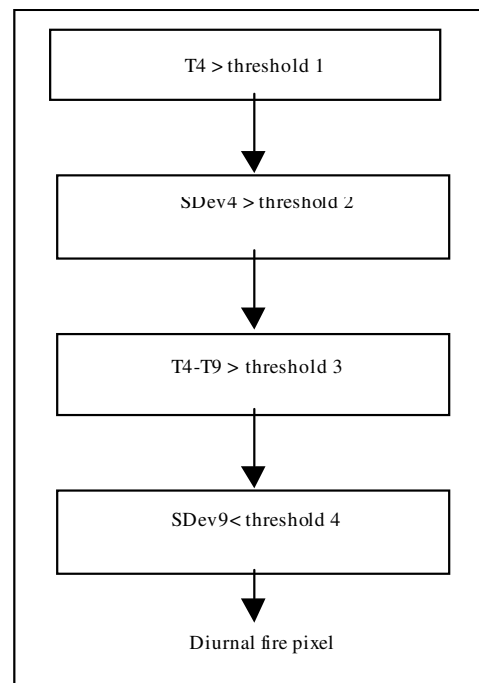 T4 > threshold 1
SDev4 > threshold 2
T4-T9 > threshold 3
SDev9< threshold 4
Diurnal fire pixel